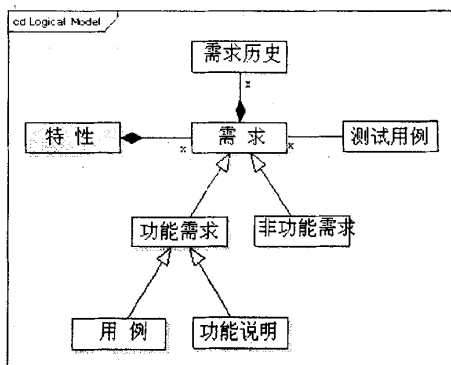 cd Logical Model
需求历史
*
特 性
*
需 求
*
测试用例
功能需求
非功能需求
用 例
功能说明